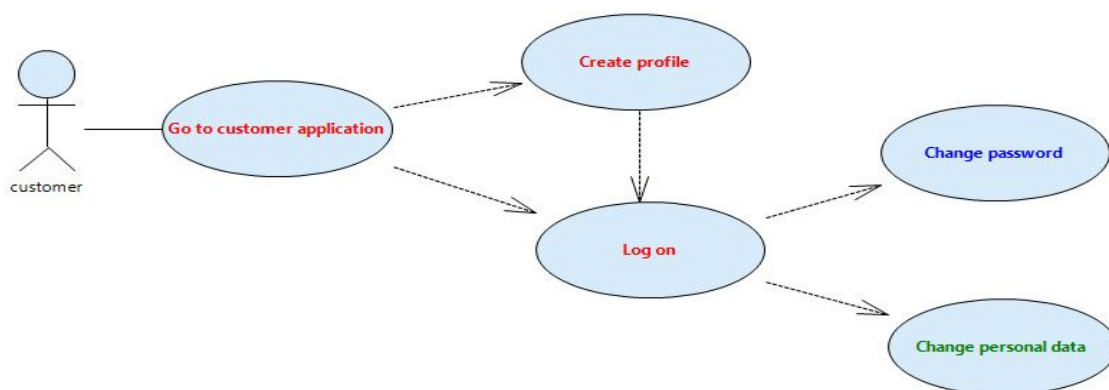 Create profile
Go to customer application
customer
Change password
Log on
Change personal data